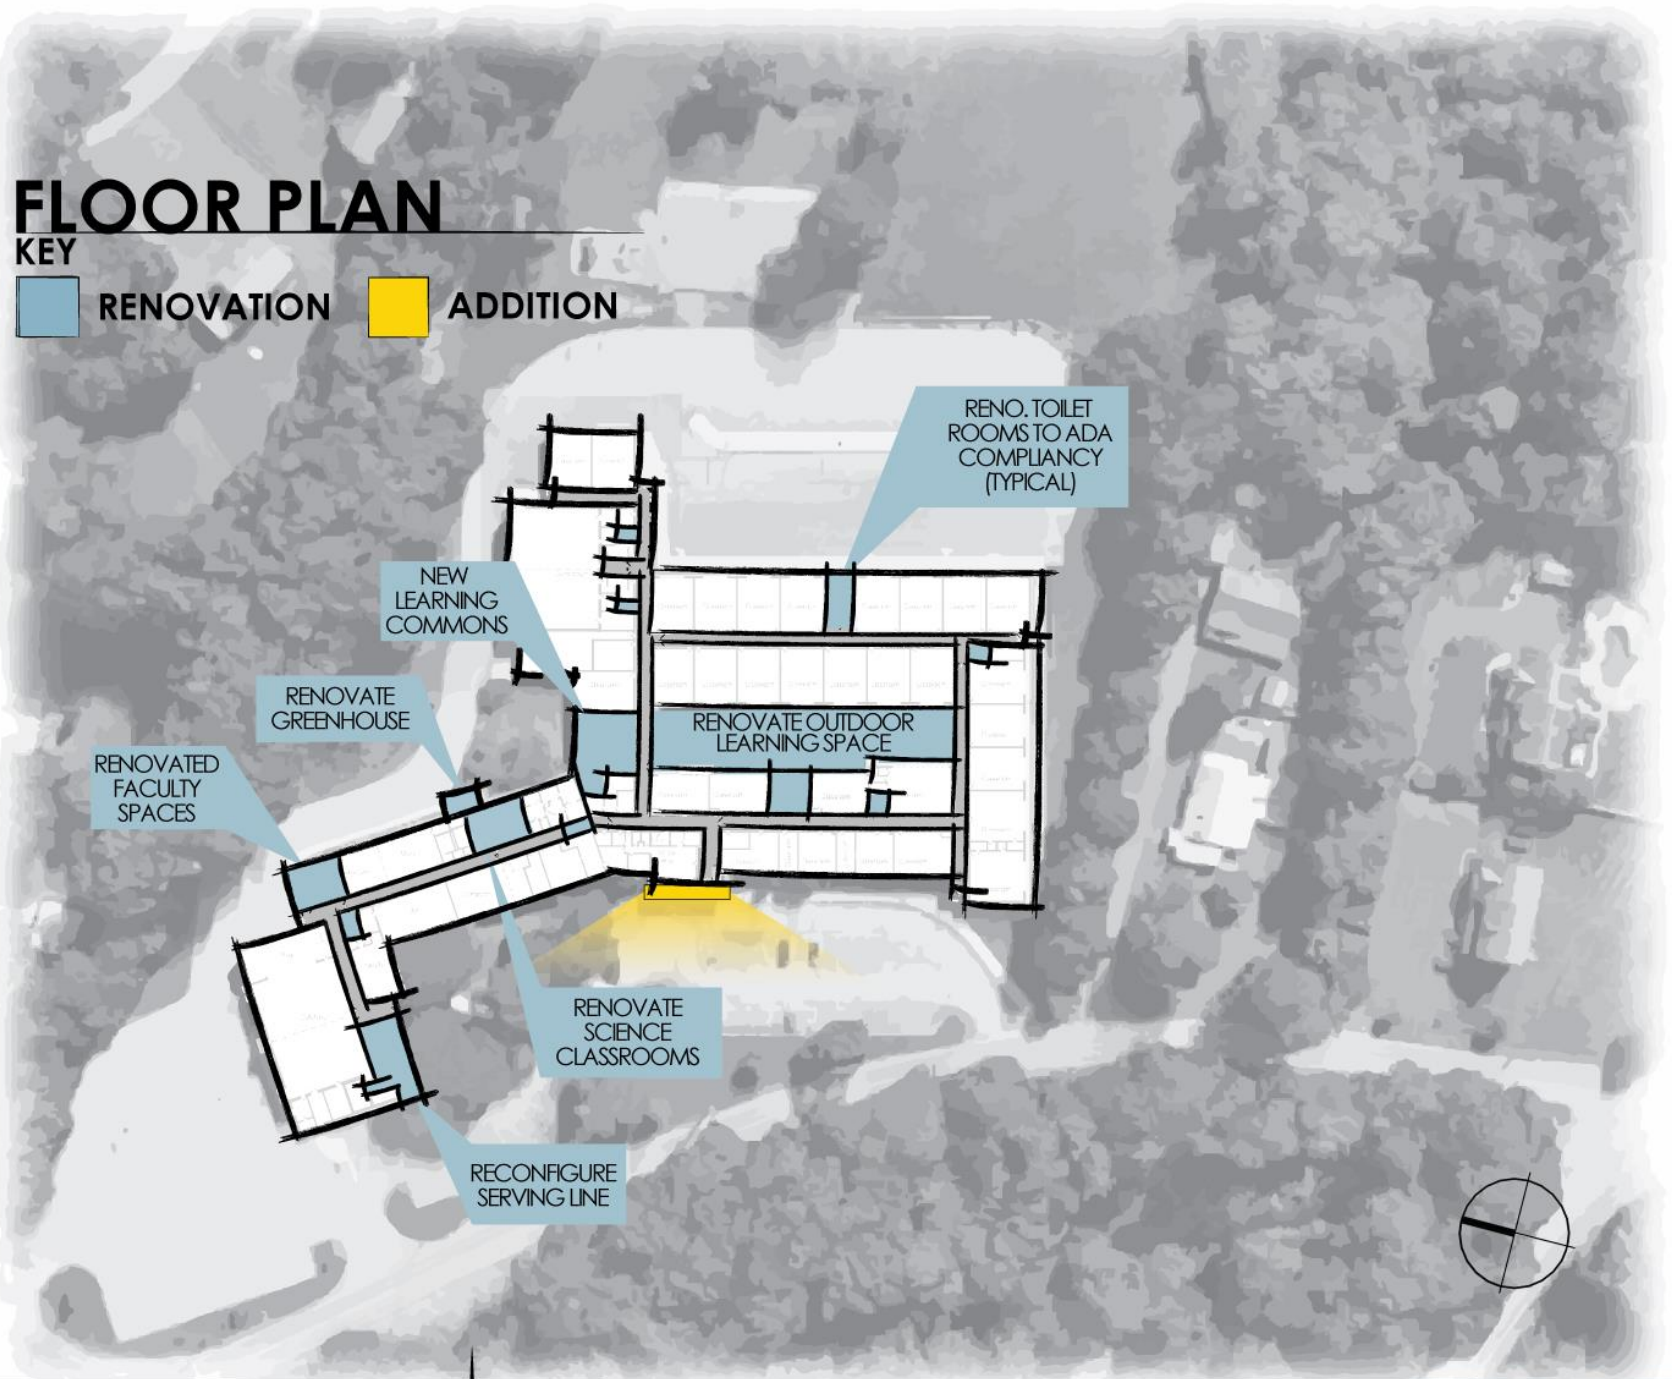 FLOOR PLAN
KEY
RENOVATION
ADDITION
RENO. TOILET
ROOMS TO ADA
COMPLIANCY
(TYPICAL)
NEW
LEARNING
COMMONS
RENOVATE
GREENHOUSE
RENOVATE OUTDOOR
LEARNING SPACE
RENOVATED
FACULTY
SPACES
RENOVATE
SCIENCE
CLASSROOMS
RECONFIGURE
SERVING LINE